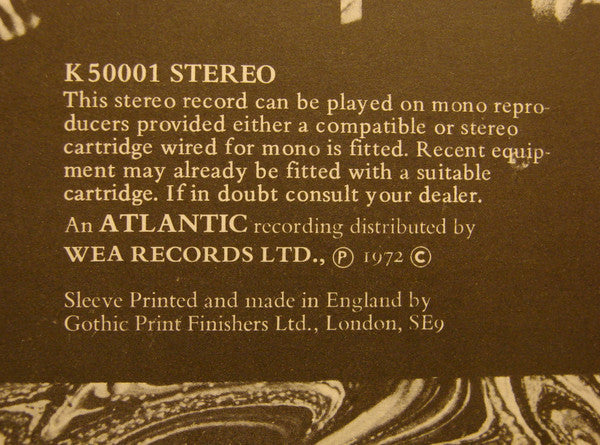 K 50001 STEREO
This stereo record can be played on mono repro-
ducers provided either a compatible or stereo
cartridge wired for mono is fitted. Recent equip-
ment may already be fitted with a suitable
cartridge. If in doubt consult your dealer.
An ATLANTIC recording distributed by
WEA RECORDS LTD., Ⓟ 1972 ©
Sleeve Printed and made in England by
Gothic Print Finishers Ltd., London, SE9